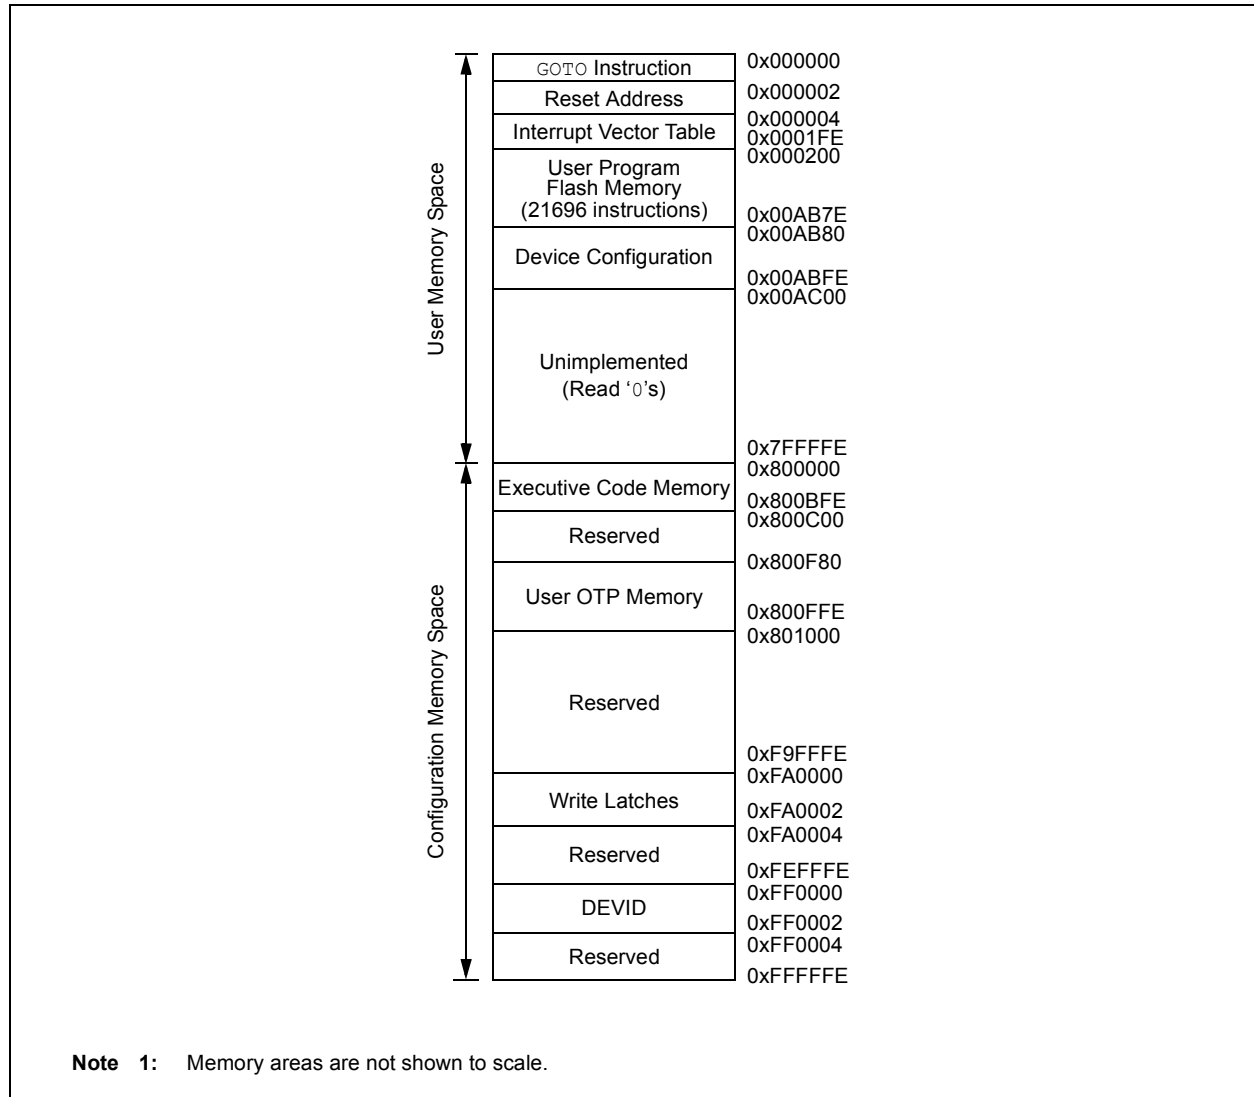 GOTO Instruction 0x000000
Reset Address 0x000002
0x000004
Interrupt Vector Table 0x0001FE
0x000200
User Program
Flash Memory
(21696 instructions) 0x00AB7E
0x00AB80
Device Configuration
0x00ABFE
0x00AC00
User Memory Space
Unimplemented
(Read ‘0’s)
0x7FFFFE
0x800000
Executive Code Memory
0x800BFE
0x800C00
Reserved
0x800F80
User OTP Memory
0x800FFE
0x801000
Configuration Memory Space
Reserved
0xF9FFFE
0xFA0000
Write Latches
0xFA0002
0xFA0004
Reserved
0xFEFFFE
0xFF0000
DEVID
0xFF0002
0xFF0004
Reserved
0xFFFFFE
Note 1: Memory areas are not shown to scale.